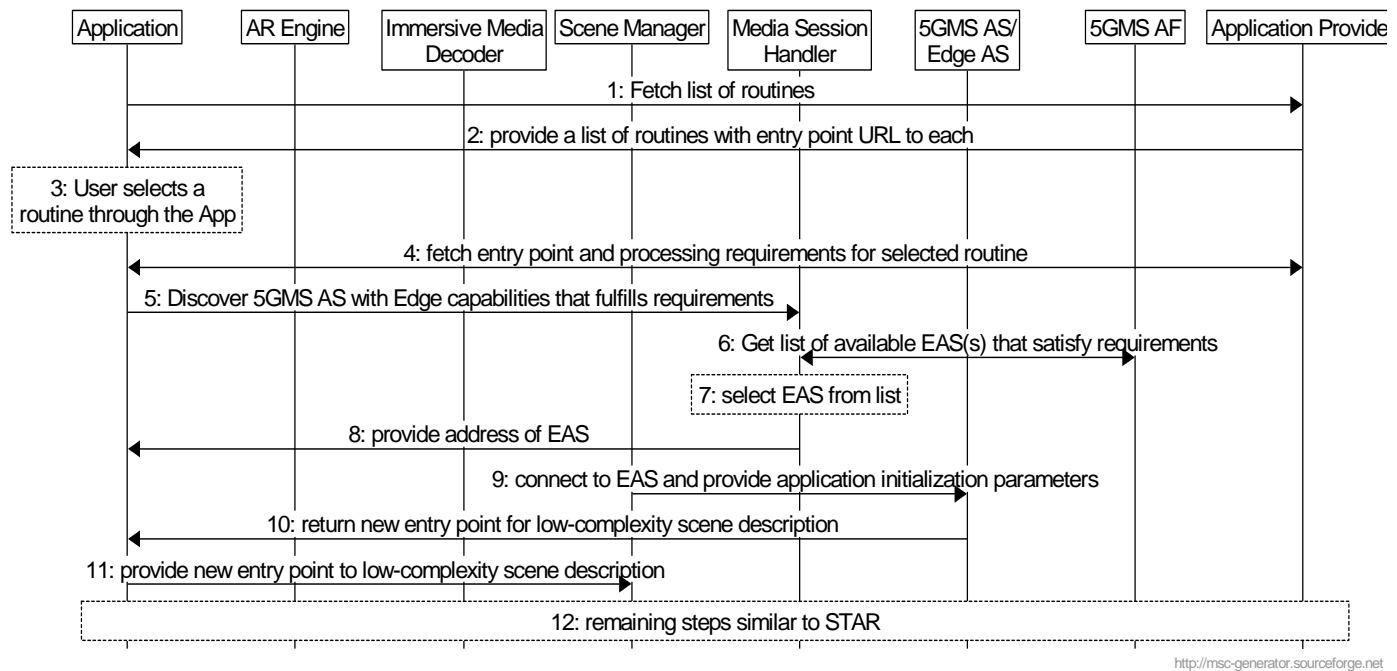 Application
AR Engine
Immersive Media
Decoder
Scene Manager
Media Session
Handler
5GMS AS/
Edge AS
5GMS AF
Application Provide
1: Fetch list of routines
2: provide a list of routines with entry point URL to each
3: User selects a
routine through the App
4: fetch entry point and processing requirements for selected routine
5: Discover 5GMS AS with Edge capabilities that fulfills requirements
6: Get list of available EAS(s) that satisfy requirements
7: select EAS from list
8: provide address of EAS
9: connect to EAS and provide application initialization parameters
10: return new entry point for low-complexity scene description
11: provide new entry point to low-complexity scene description
12: remaining steps similar to STAR
http://msc-generator.sourceforge.net